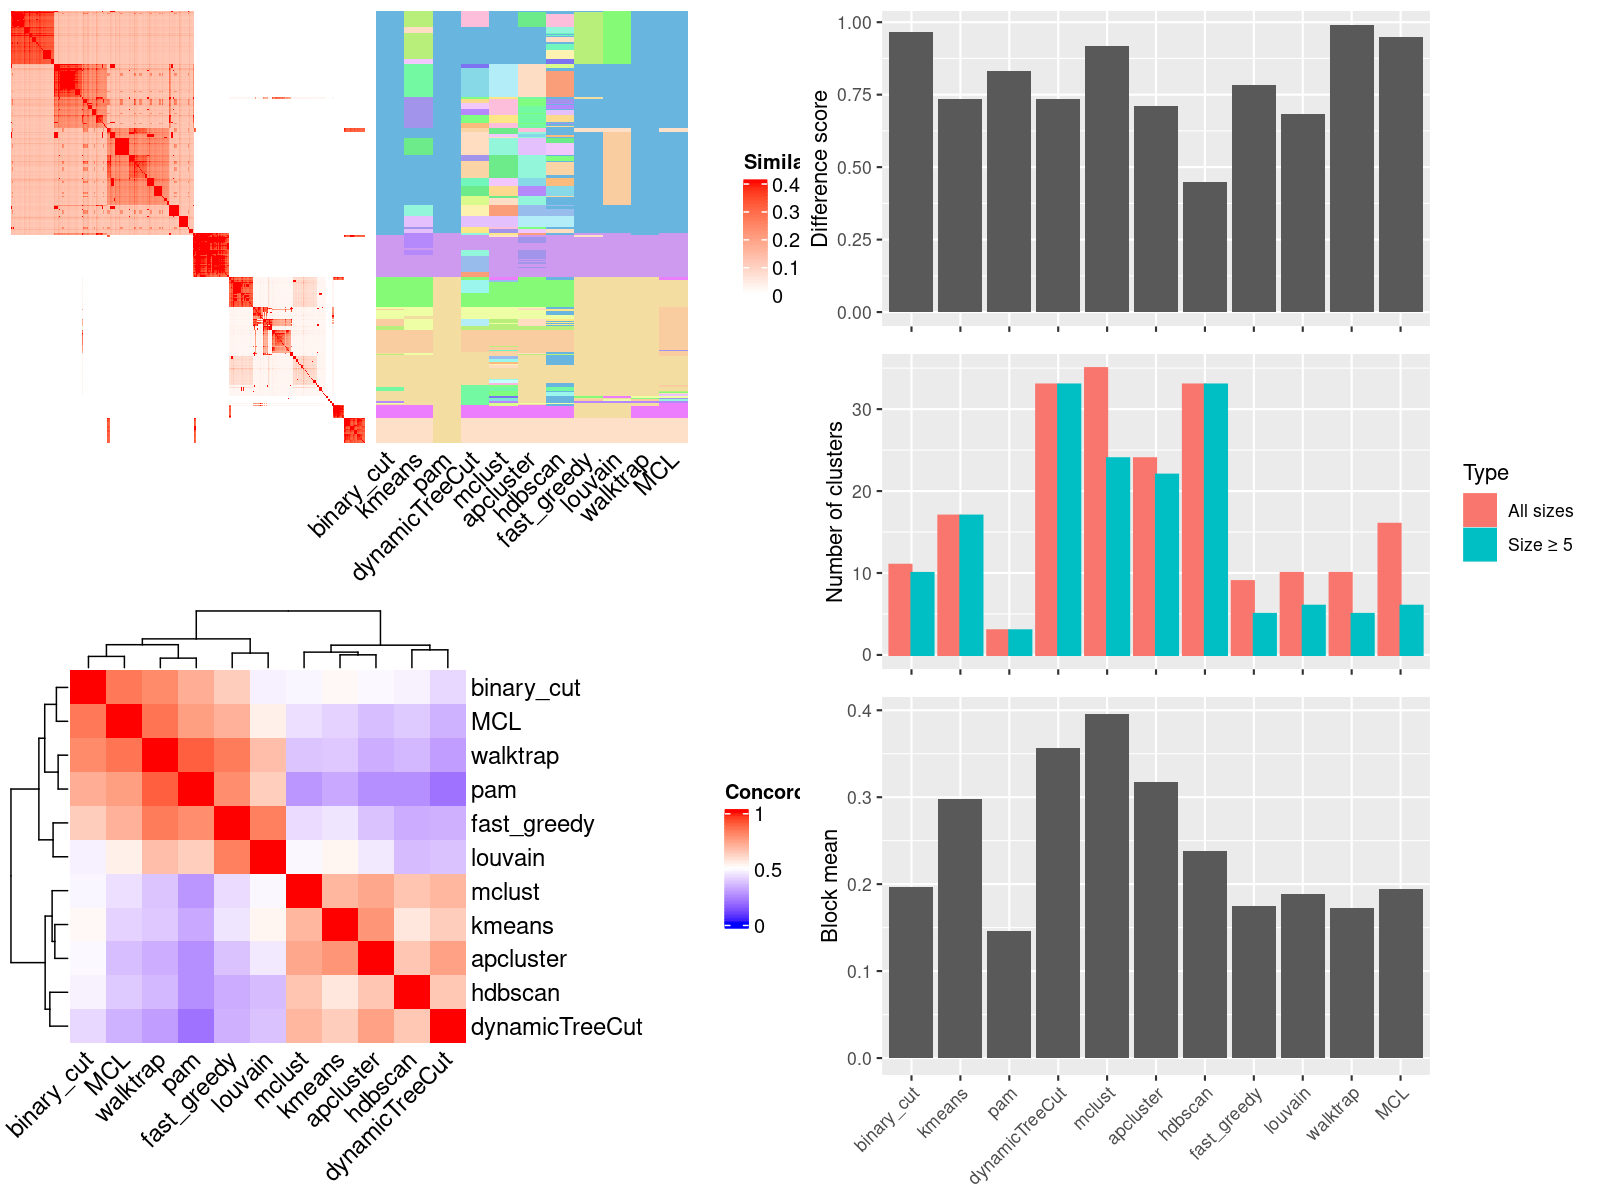 Simila
0.4
0.3
0.2
0.1
0
binary_cut
kmeans
pam
dynamicTreeCut
mclust
apcluster
hdbscan
fast_greedy
louvain
walktrap
MCL
binary_cut
MCL
walktrap
pam
fast_greedy
louvain
mclust
kmeans
apcluster
hdbscan
dynamicTreeCut
binary_cut
MCL
walktrap
pam
fast_greedy
louvain
mclust
kmeans
apcluster
hdbscan
dynamicTreeCut
Concord
1
0.5
0
Difference score
1.00
0.75
0.50
0.25
0.00
Number of clusters
30
20
10
0
Type
All sizes
Size ≥ 5
Block mean
0.4
0.3
0.2
0.1
0.0
binary_cut
kmeans
pam
dynamicTreeCut
mclust
apcluster
hdbscan
fast_greedy
louvain
walktrap
MCL